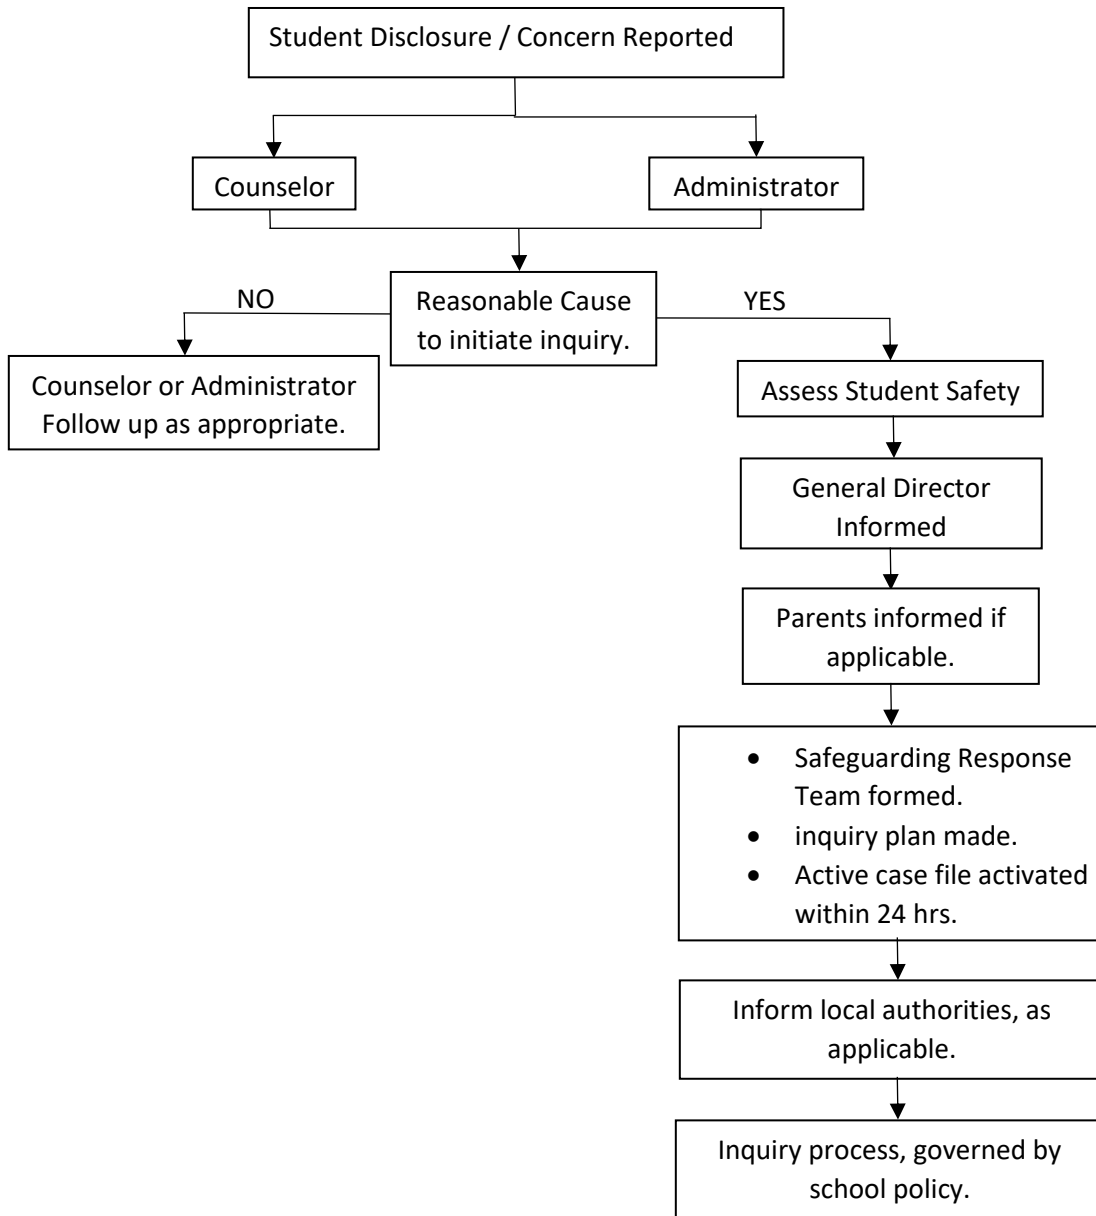 Student Disclosure / Concern Reported
Counselor
Administrator
NO
Reasonable Cause
to initiate inquiry.
YES
Counselor or Administrator
Follow up as appropriate.
Assess Student Safety
General Director
Informed
Parents informed if
applicable.
• Safeguarding Response
Team formed.
• inquiry plan made.
• Active case file activated
within 24 hrs.
Inform local authorities, as
applicable.
Inquiry process, governed by
school policy.